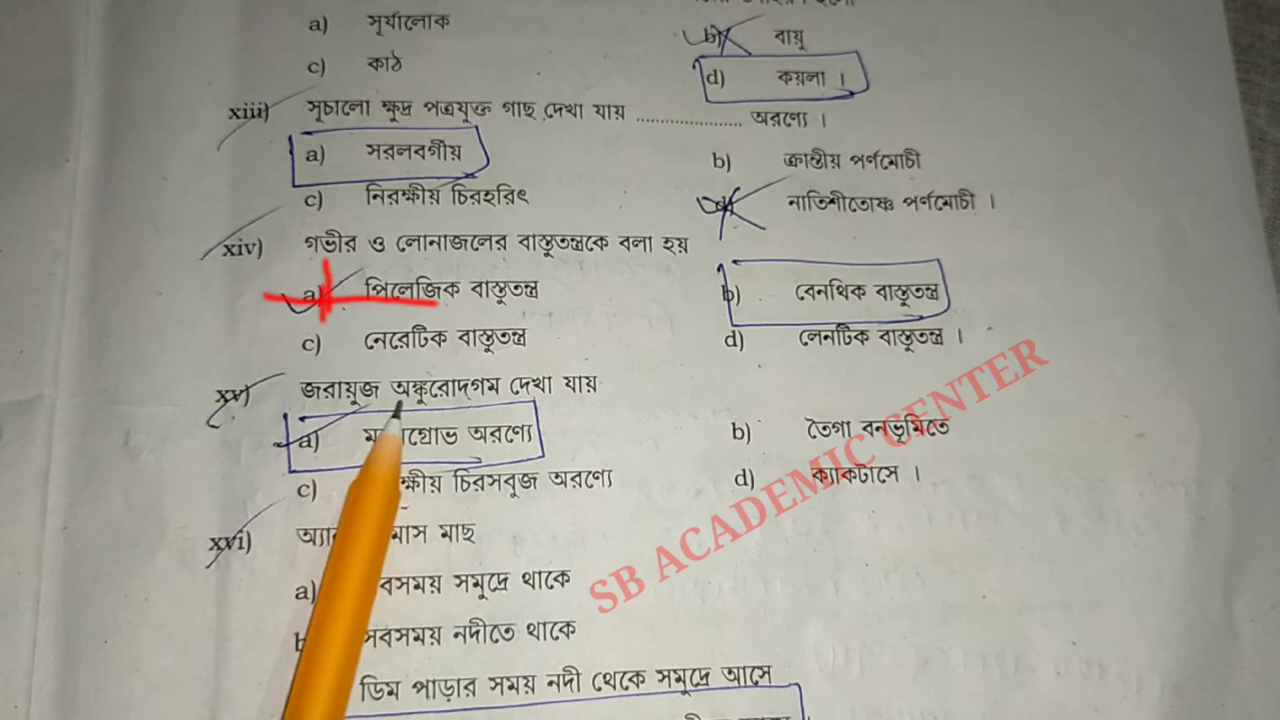 a) সূর্যালোক
b) বায়ু
c) কাঠ
d) কয়লা ।
xiii) সূচালো ক্ষুদ্র পত্রযুক্ত গাছ দেখা যায় ...................... অরণ্যে ।
a) সরলবর্গীয়
b) ক্রান্তীয় পর্ণমোচী
c) নিরক্ষীয় চিরহরিৎ
নাতিশীতোষ্ণ পর্ণমোচী ।
xiv) গভীর ও লোনাজলের বাস্তুতন্ত্রকে বলা হয়
a) পিলেজিক বাস্তুতন্ত্র
b) বেনথিক বাস্তুতন্ত্র
c) নেরেটিক বাস্তুতন্ত্র
d) লেনটিক বাস্তুতন্ত্র ।
xv) জরায়ুজ অঙ্কুরোদ্গম দেখা যায়
a) অরণ্যে
b) তৈগা বনভূমিতে
c) চিরসবুজ অরণ্যে
d) ক্যাকটাসে ।
xvi) মাছ
a) সমুদ্রে থাকে
b সবসময় নদীতে থাকে
ডিম পাড়ার সময় নদী থেকে সমুদ্রে আসে
SB ACADEMIC CENTER